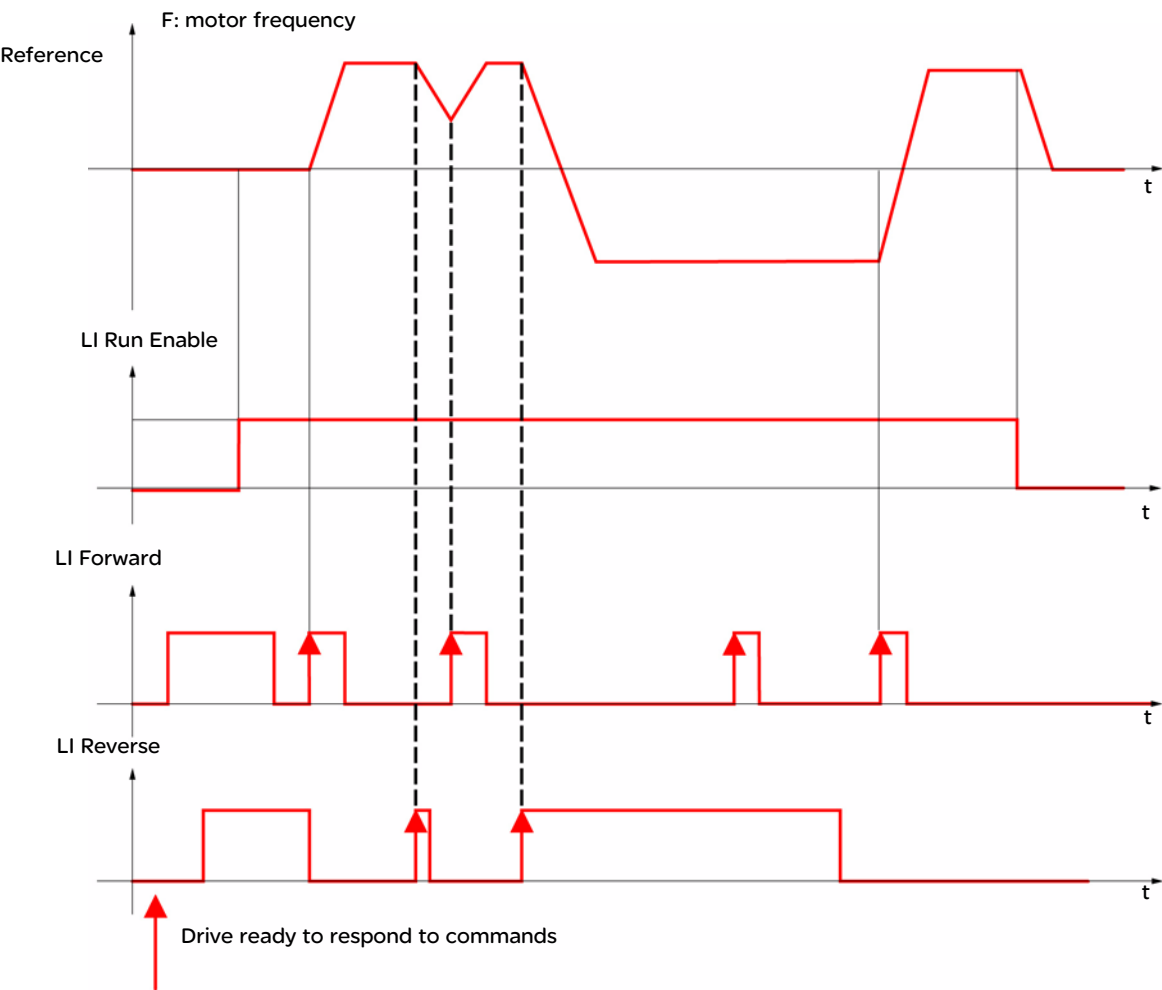 F: motor frequency
Reference
t
LI Run Enable
t
LI Forward
t
LI Reverse
t
Drive ready to respond to commands